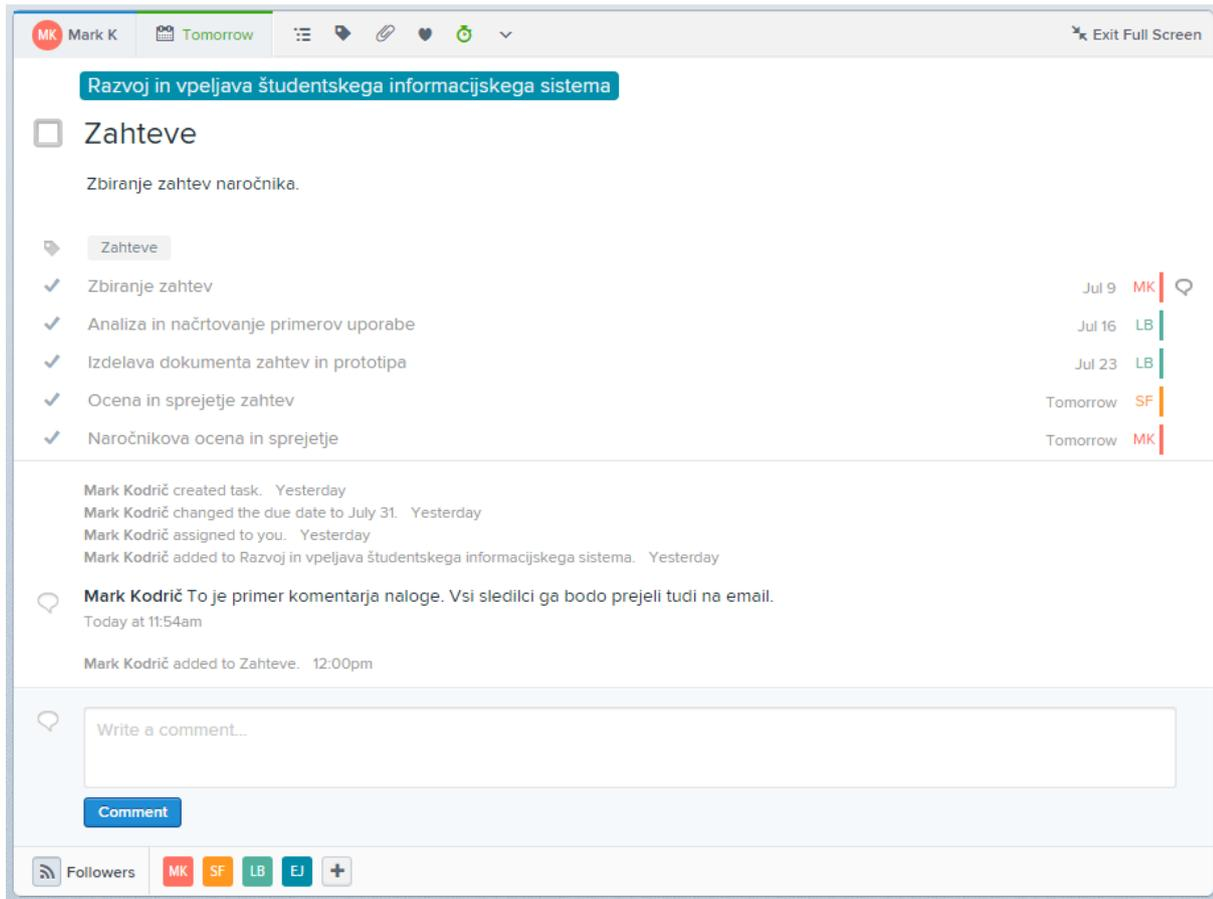 MK Mark K Tomorrow Exit Full Screen
Razvoj in vpeljava študentskega informacijskega sistema
Zahteve
Zbiranje zahtev naročnika.
Zahteve
Zbiranje zahtev Jul 9 MK
Analiza in načrtovanje primerov uporabe Jul 16 LB
Izdelava dokumenta zahtev in prototipa Jul 23 LB
Ocena in sprejetje zahtev Tomorrow SF
Naročnikova ocena in sprejetje Tomorrow MK
Mark Kodrič created task. Yesterday
Mark Kodrič changed the due date to July 31. Yesterday
Mark Kodrič assigned to you. Yesterday
Mark Kodrič added to Razvoj in vpeljava študentskega informacijskega sistema. Yesterday
Mark Kodrič To je primer komentarja naloge. Vsi sledilci ga bodo prejeli tudi na email.
Today at 11:54am
Mark Kodrič added to Zahteve. 12:00pm
Write a comment...
Comment
Followers MK SF LB EJ +